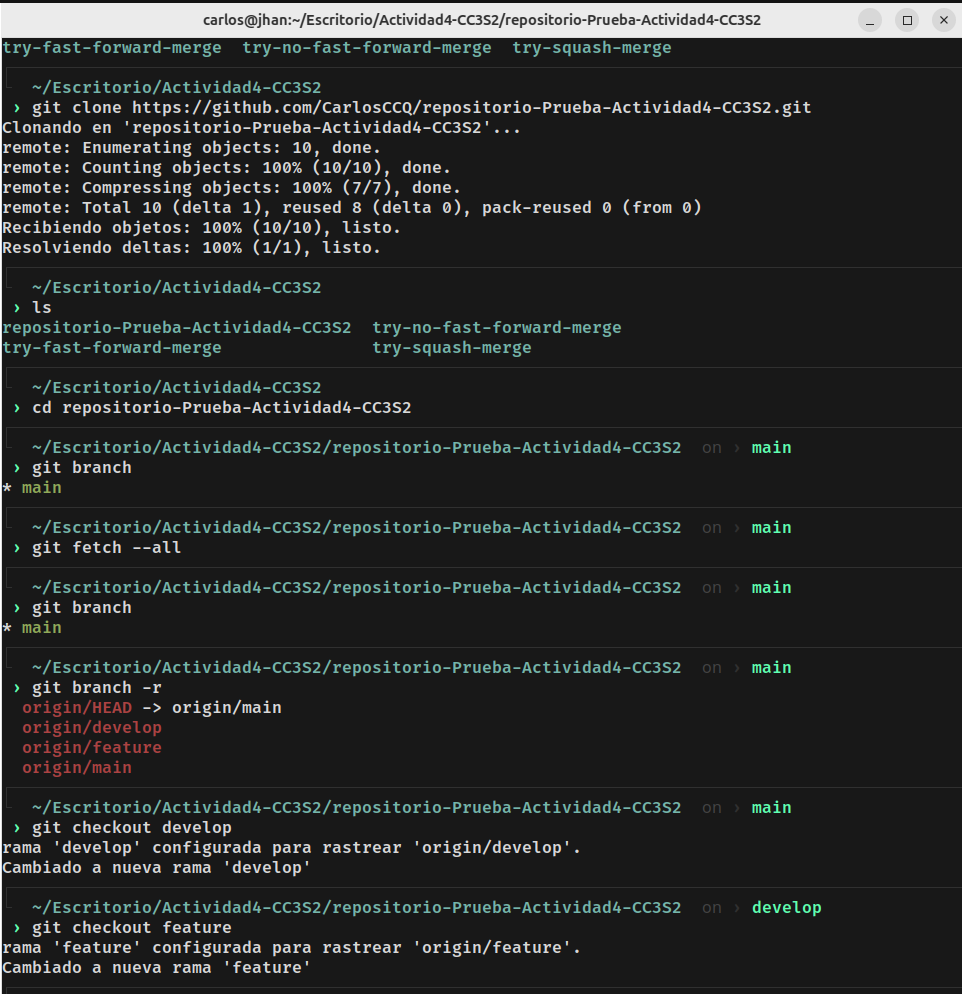 carlos@jhan:~/Escritorio/Actividad4-CC3S2/repositorio-Prueba-Actividad4-CC3S2
try-fast-forward-merge  try-no-fast-forward-merge  try-squash-merge
~/Escritorio/Actividad4-CC3S2
› git clone https://github.com/CarlosCCQ/repositorio-Prueba-Actividad4-CC3S2.git
Clonando en 'repositorio-Prueba-Actividad4-CC3S2'...
remote: Enumerating objects: 10, done.
remote: Counting objects: 100% (10/10), done.
remote: Compressing objects: 100% (7/7), done.
remote: Total 10 (delta 1), reused 8 (delta 0), pack-reused 0 (from 0)
Recibiendo objetos: 100% (10/10), listo.
Resolviendo deltas: 100% (1/1), listo.
~/Escritorio/Actividad4-CC3S2
› ls
repositorio-Prueba-Actividad4-CC3S2  try-no-fast-forward-merge
try-fast-forward-merge               try-squash-merge
~/Escritorio/Actividad4-CC3S2
› cd repositorio-Prueba-Actividad4-CC3S2
~/Escritorio/Actividad4-CC3S2/repositorio-Prueba-Actividad4-CC3S2  on › main
› git branch
* main
~/Escritorio/Actividad4-CC3S2/repositorio-Prueba-Actividad4-CC3S2  on › main
› git fetch --all
~/Escritorio/Actividad4-CC3S2/repositorio-Prueba-Actividad4-CC3S2  on › main
› git branch
* main
~/Escritorio/Actividad4-CC3S2/repositorio-Prueba-Actividad4-CC3S2  on › main
› git branch -r
origin/HEAD -> origin/main
origin/develop
origin/feature
origin/main
~/Escritorio/Actividad4-CC3S2/repositorio-Prueba-Actividad4-CC3S2  on › main
› git checkout develop
rama 'develop' configurada para rastrear 'origin/develop'.
Cambiado a nueva rama 'develop'
~/Escritorio/Actividad4-CC3S2/repositorio-Prueba-Actividad4-CC3S2  on › develop
› git checkout feature
rama 'feature' configurada para rastrear 'origin/feature'.
Cambiado a nueva rama 'feature'